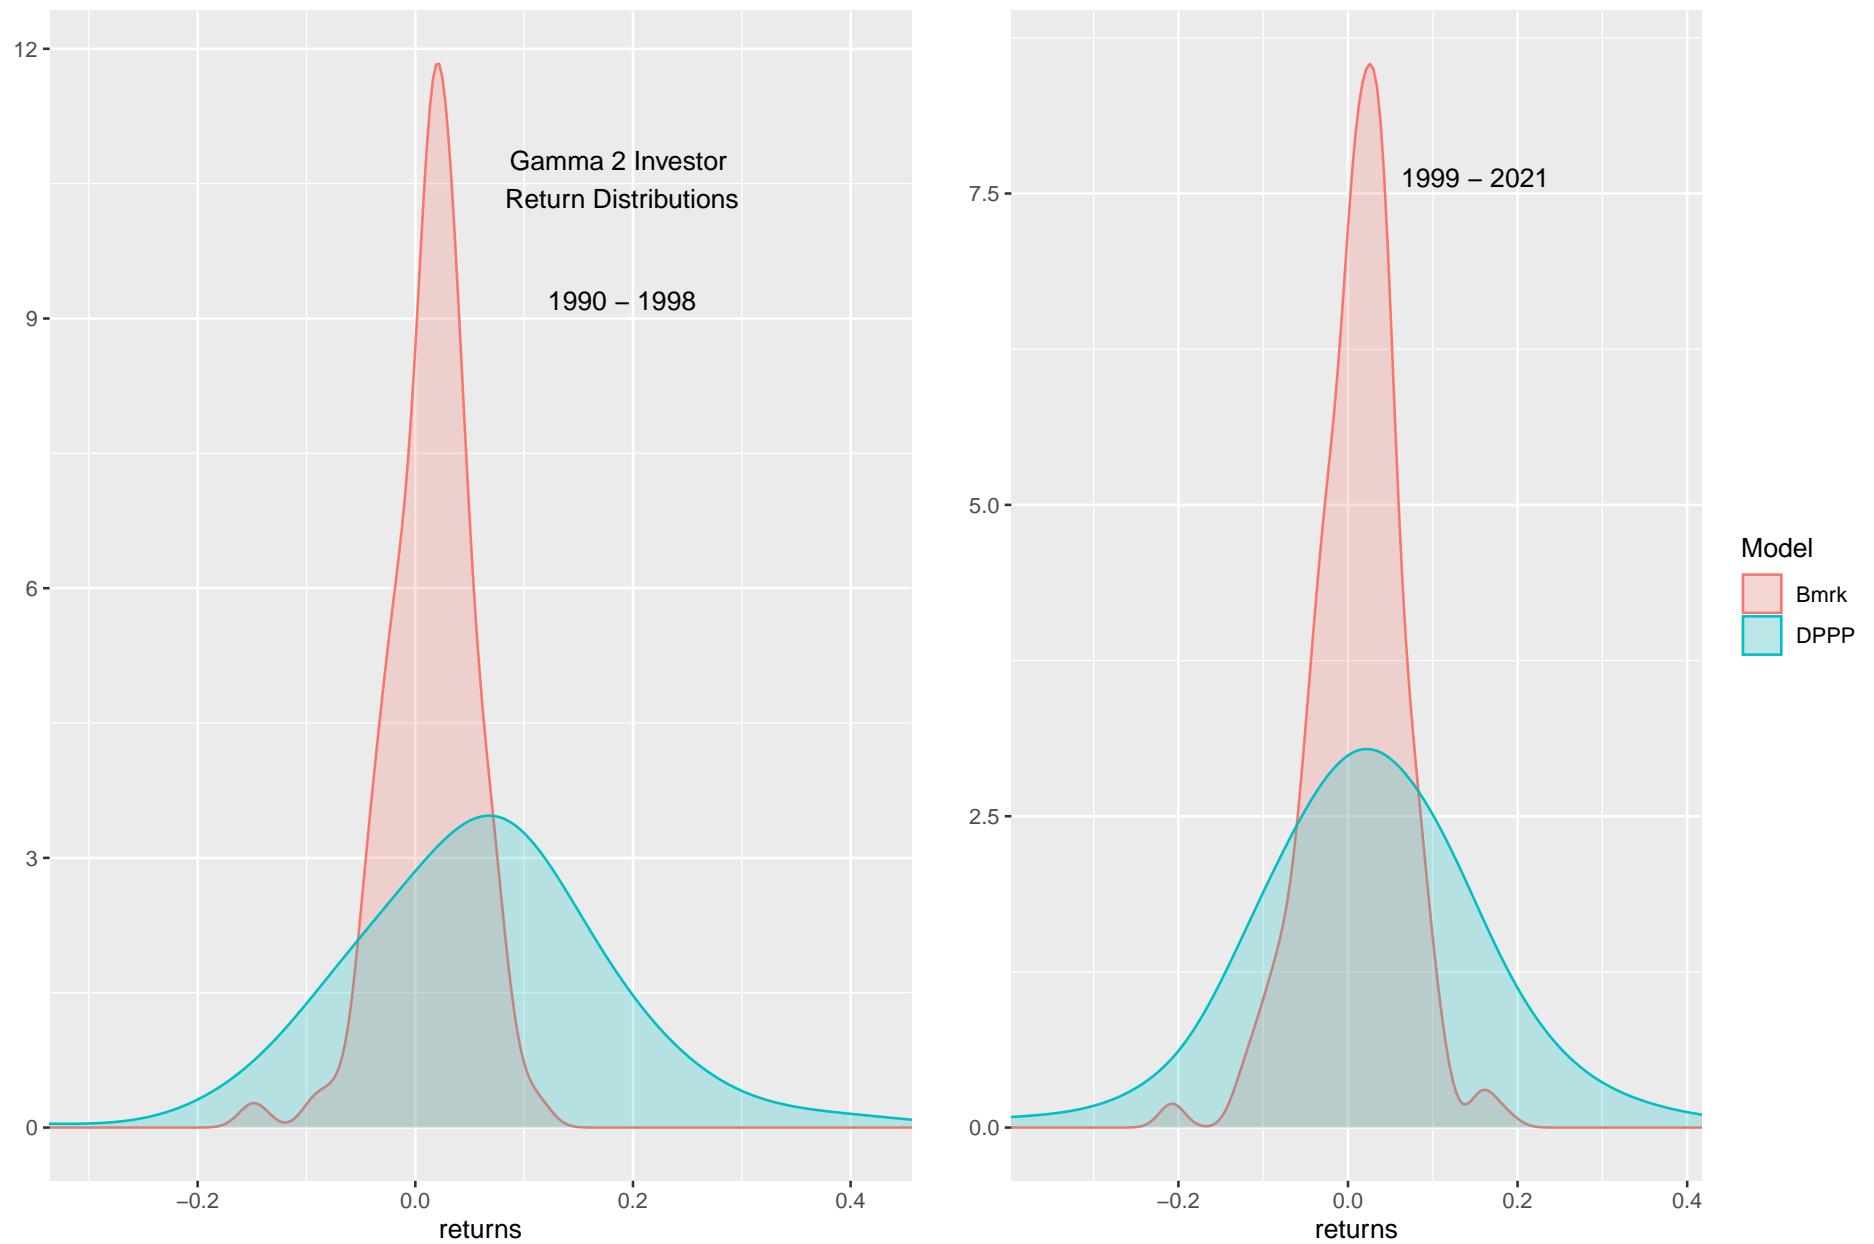 12
9
6
3
0
Gamma 2 Investor
Return Distributions
1990 – 1998
−0.2
0.0
0.2
0.4
returns
7.5
5.0
2.5
0.0
1999 – 2021
−0.2
0.0
0.2
0.4
returns
Model
Bmrk
DPPP